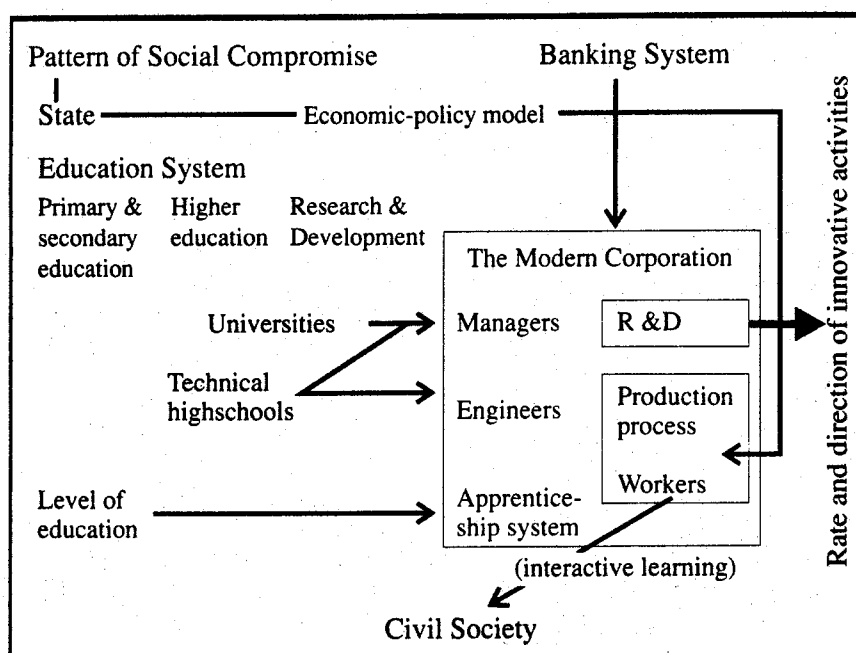 Pattern of Social Compromise
Banking System
State
Economic-policy model
Education System
Primary &
secondary
education
Higher
education
Research &
Development
The Modern Corporation
Universities
Managers
R &D
Technical
highschools
Engineers
Production
process
Workers
Level of
education
Apprentice-
ship system
(interactive learning)
Civil Society
Rate and direction of innovative activities